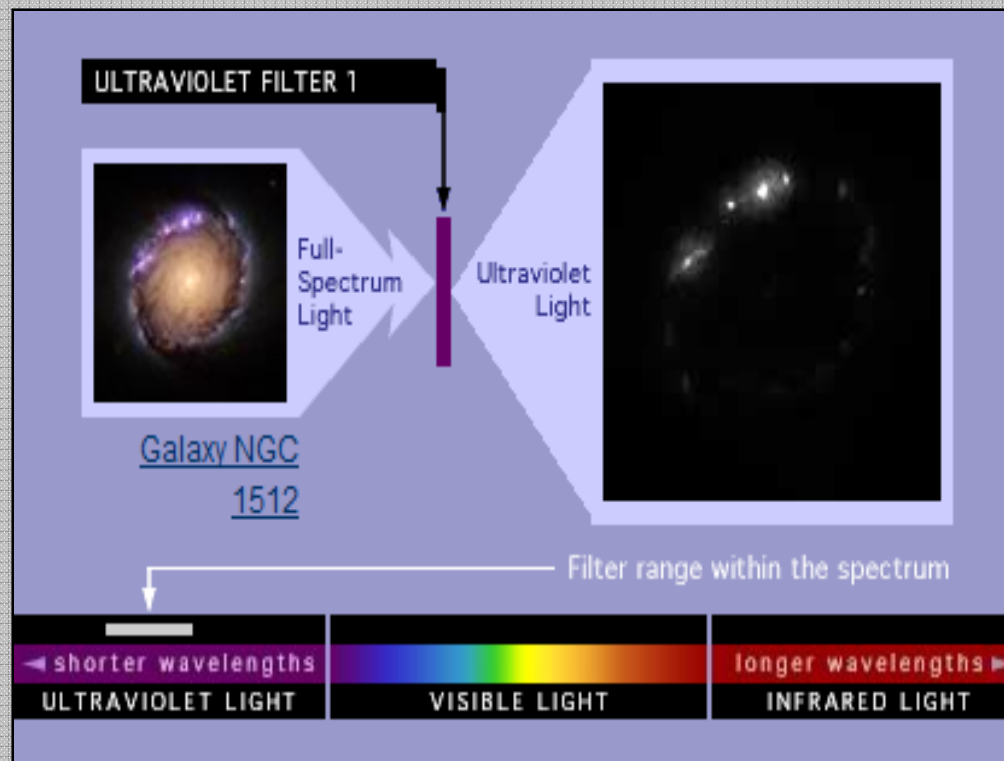 ULTRAVIOLET FILTER 1
Full-
Spectrum
Light
Ultraviolet
Light
Galaxy NGC
1512
Filter range within the spectrum
shorter wavelengths
longer wavelengths
ULTRAVIOLET LIGHT
VISIBLE LIGHT
INFRARED LIGHT